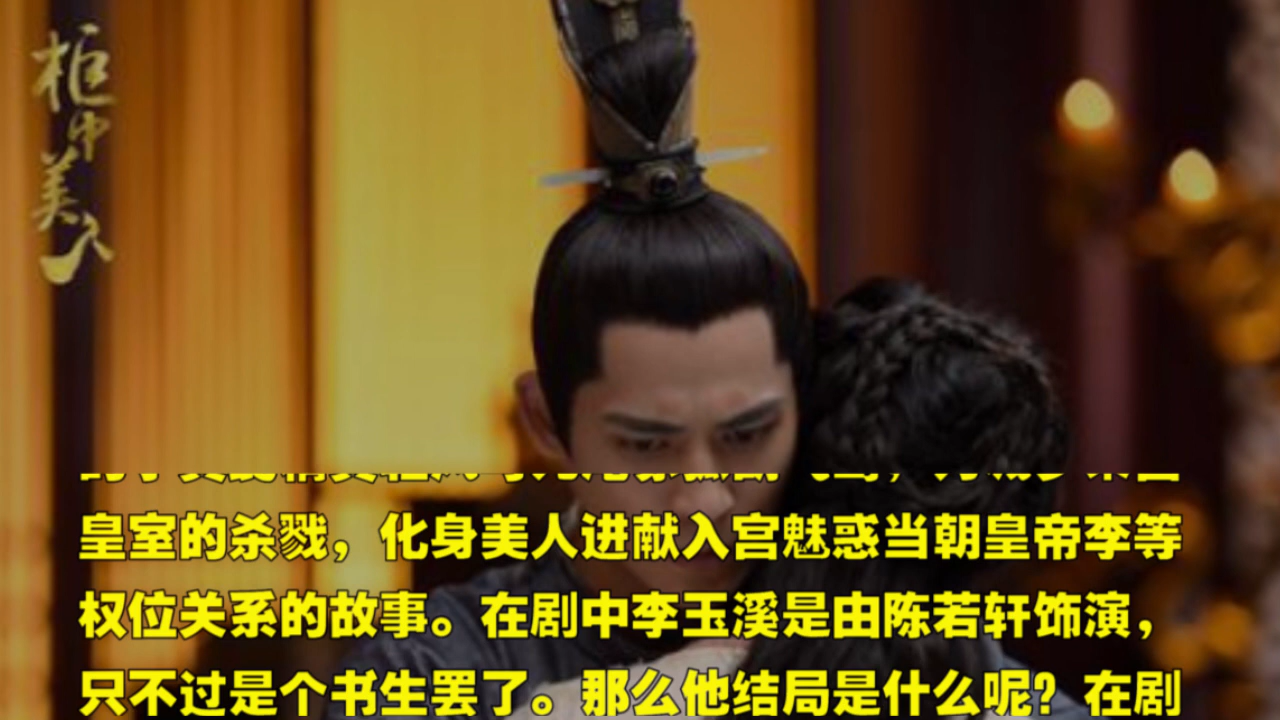 柜中美人
皇室的杀戮，化身美人进献入宫魅惑当朝皇帝李等
权位关系的故事。在剧中李玉溪是由陈若轩饰演，
只不过是个书生罢了。那么他结局是什么呢？在剧